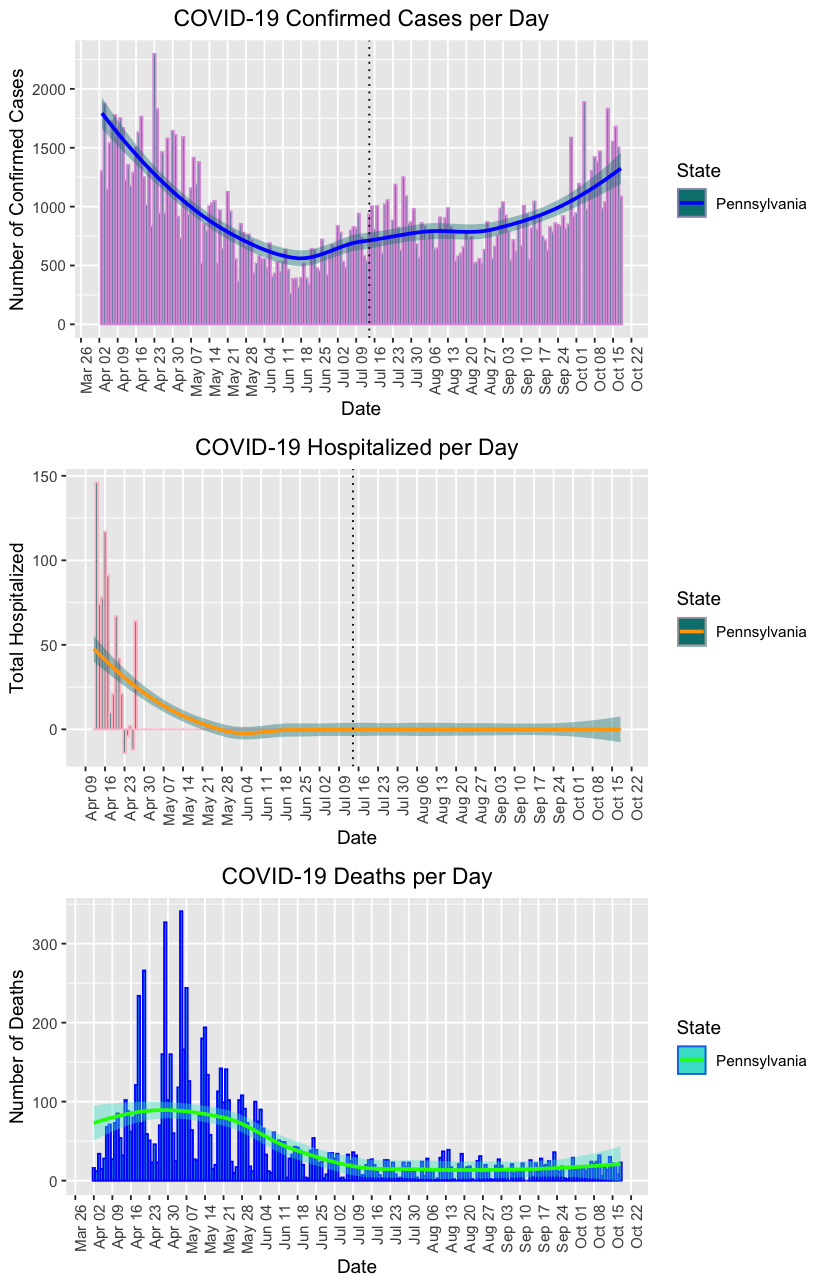 COVID-19 Confirmed Cases per Day
Number of Confirmed Cases
2000
1500
1000
500
0
Mar 26
Apr 02
Apr 09
Apr 16
Apr 23
Apr 30
May 07
May 14
May 21
May 28
Jun 04
Jun 11
Jun 18
Jun 25
Jul 02
Jul 09
Jul 16
Jul 23
Jul 30
Aug 06
Aug 13
Aug 20
Aug 27
Sep 03
Sep 10
Sep 17
Sep 24
Oct 01
Oct 08
Oct 15
Oct 22
Date
State
Pennsylvania
COVID-19 Hospitalized per Day
Total Hospitalized
150
100
50
0
Apr 09
Apr 16
Apr 23
Apr 30
May 07
May 14
May 21
May 28
Jun 04
Jun 11
Jun 18
Jun 25
Jul 02
Jul 09
Jul 16
Jul 23
Jul 30
Aug 06
Aug 13
Aug 20
Aug 27
Sep 03
Sep 10
Sep 17
Sep 24
Oct 01
Oct 08
Oct 15
Oct 22
Date
State
Pennsylvania
COVID-19 Deaths per Day
Number of Deaths
300
200
100
0
Mar 26
Apr 02
Apr 09
Apr 16
Apr 23
Apr 30
May 07
May 14
May 21
May 28
Jun 04
Jun 11
Jun 18
Jun 25
Jul 02
Jul 09
Jul 16
Jul 23
Jul 30
Aug 06
Aug 13
Aug 20
Aug 27
Sep 03
Sep 10
Sep 17
Sep 24
Oct 01
Oct 08
Oct 15
Oct 22
Date
State
Pennsylvania